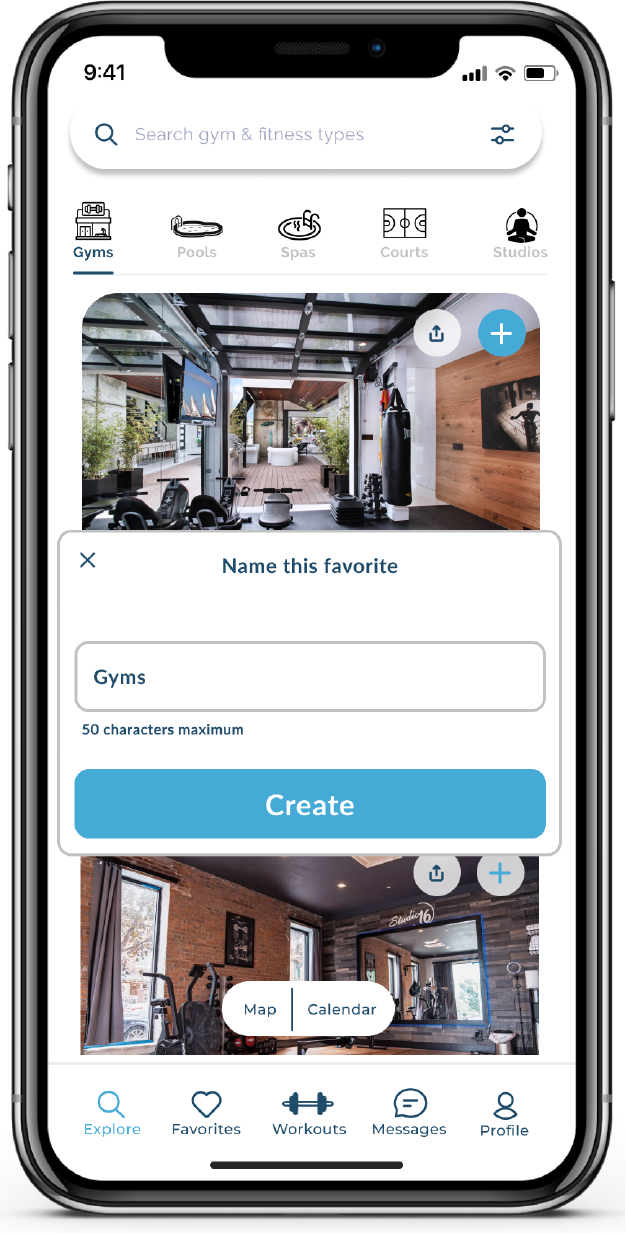 9:41
Search gym & fitness types
Gyms Pools Spas Courts Studios
Name this favorite
Gyms
50 characters maximum
Create
Studio 16
Map Calendar
Explore Favorites Workouts Messages Profile